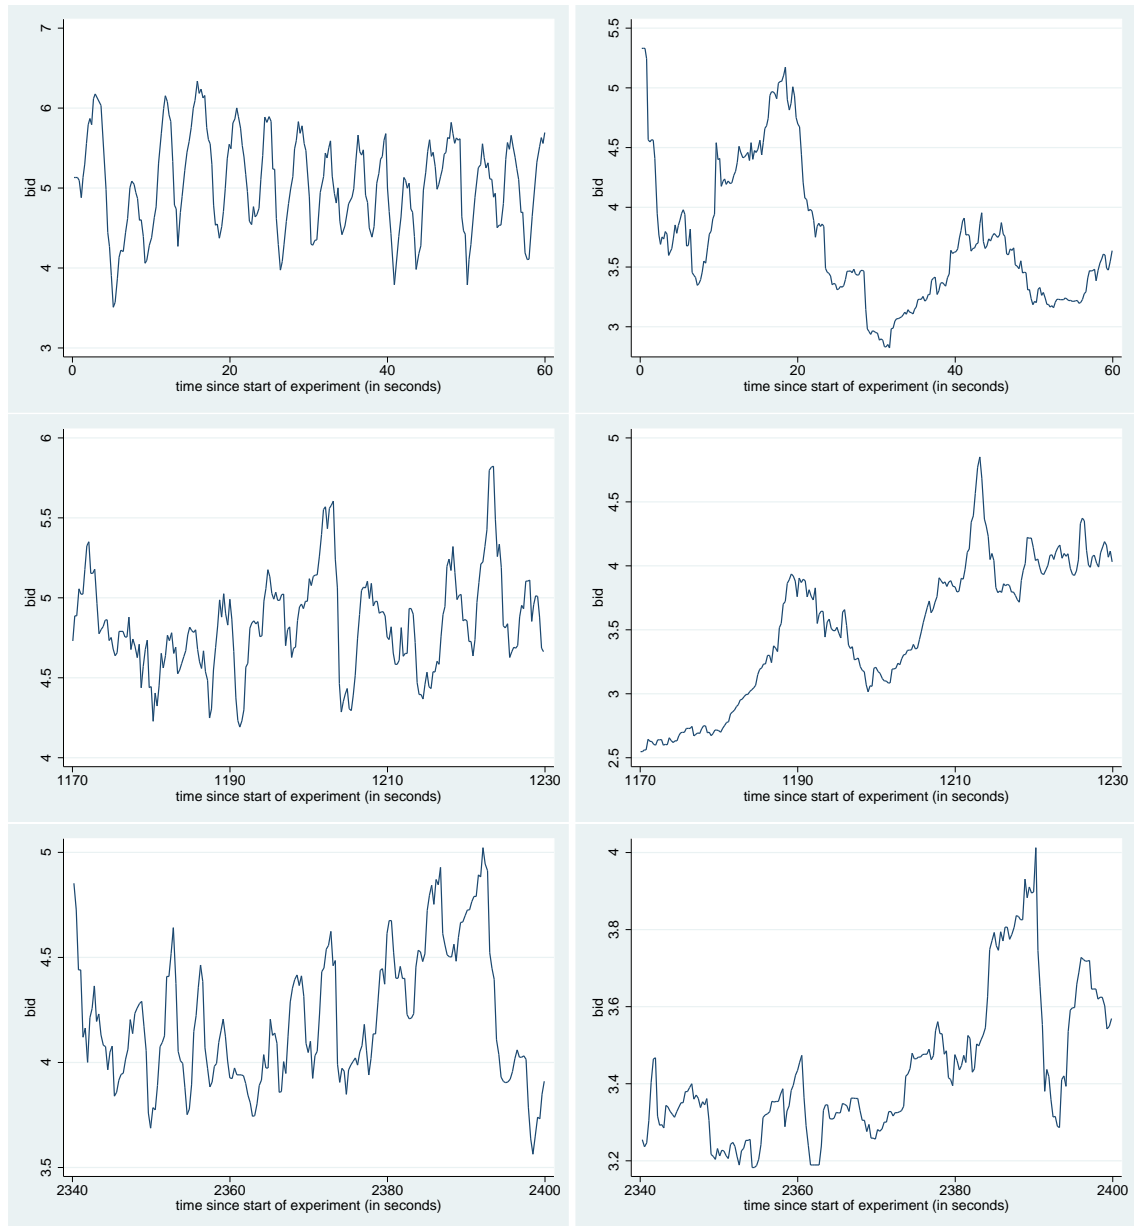 7
6
5
4
3
bid
0 20 40 60
time since start of experiment (in seconds)
5.5
5
4.5
4
3.5
3
bid
0 20 40 60
time since start of experiment (in seconds)
6
5.5
5
4.5
4
bid
1170 1190 1210 1230
time since start of experiment (in seconds)
5
4.5
4
3.5
3
2.5
bid
1170 1190 1210 1230
time since start of experiment (in seconds)
5
4.5
4
3.5
bid
2340 2360 2380 2400
time since start of experiment (in seconds)
4
3.8
3.6
3.4
3.2
bid
2340 2360 2380 2400
time since start of experiment (in seconds)